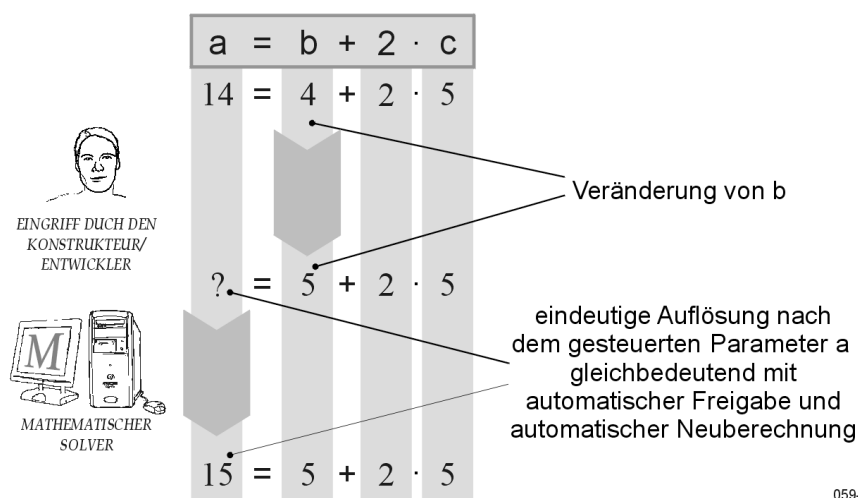 a = b + 2 · c
14 = 4 + 2 · 5
EINGRIFF DUCH DEN
KONSTRUKTEUR/
ENTWICKLER
Veränderung von b
? = 5 + 2 · 5
M
MATHEMATISCHER
SOLVER
eindeutige Auflösung nach
dem gesteuerten Parameter a
gleichbedeutend mit
automatischer Freigabe und
automatischer Neuberechnung
15 = 5 + 2 · 5
059-